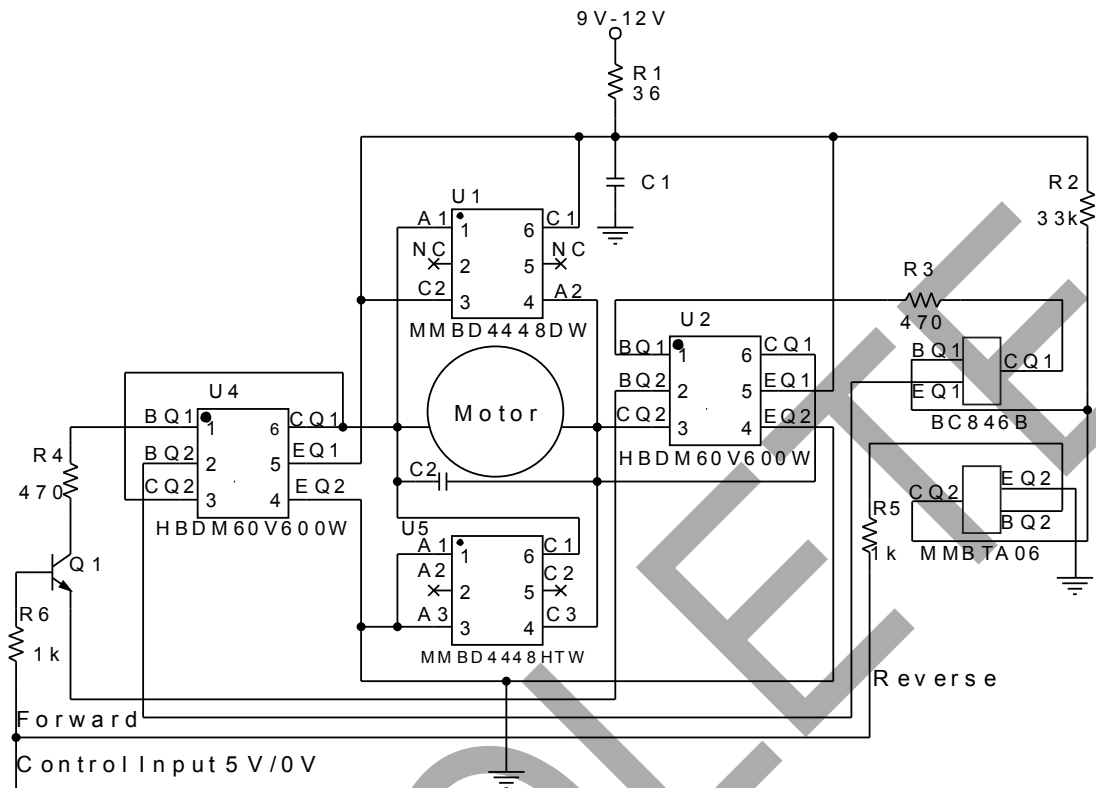 9V-12V
R1
36
C1
R2
33k
U1
A1 1 6 C1
NC 2 5 NC
C2 3 4 A2
MMBD4448DW
R3
470
U2
BQ1 1 6 CQ1
BQ2 2 5 EQ1
CQ2 3 4 EQ2
HBDM60V600W
BQ1 CQ1
EQ1
BC846B
Motor
U4
BQ1 1 6 CQ1
BQ2 2 5 EQ1
CQ2 3 4 EQ2
HBDM60V600W
R4
470
C2
CQ2 EQ2
BQ2
MMBTA06
R5
1k
U5
A1 1 6 C1
A2 2 5 C2
A3 3 4 C3
MMBD4448HTW
Q1
R6
1k
Reverse
Forward
Control Input 5V/0V
OLETE